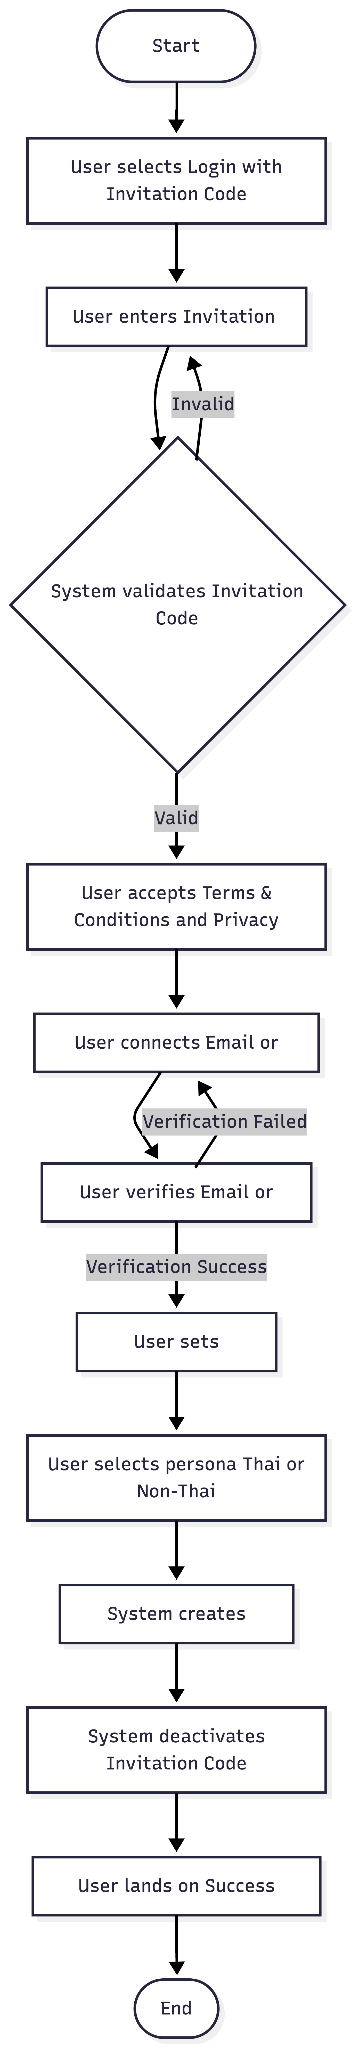 Start
User selects Login with
Invitation Code
User enters Invitation
Invalid
System validates Invitation
Code
Valid
User accepts Terms &
Conditions and Privacy
User connects Email or
Verification Failed
User verifies Email or
Verification Success
User sets
User selects persona Thai or
Non-Thai
System creates
System deactivates
Invitation Code
User lands on Success
End